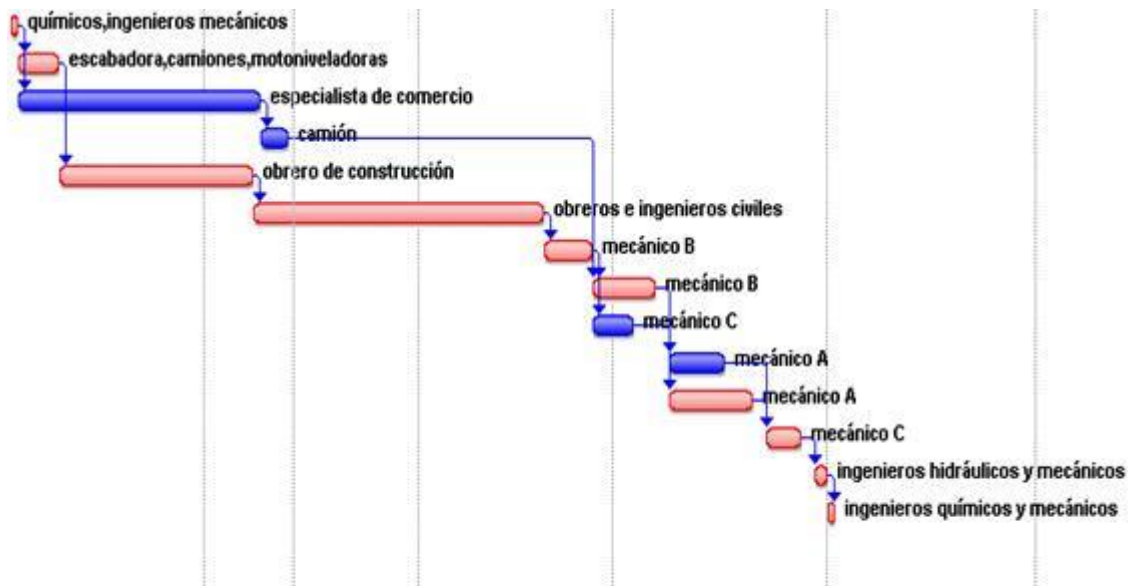 químicos,ingenieros mecánicos
escabadora,camiones,motoniveladoras
especialista de comercio
camión
obrero de construcción
obreros e ingenieros civiles
mecánico B
mecánico B
mecánico C
mecánico A
mecánico A
mecánico C
ingenieros hidráulicos y mecánicos
ingenieros químicos y mecánicos